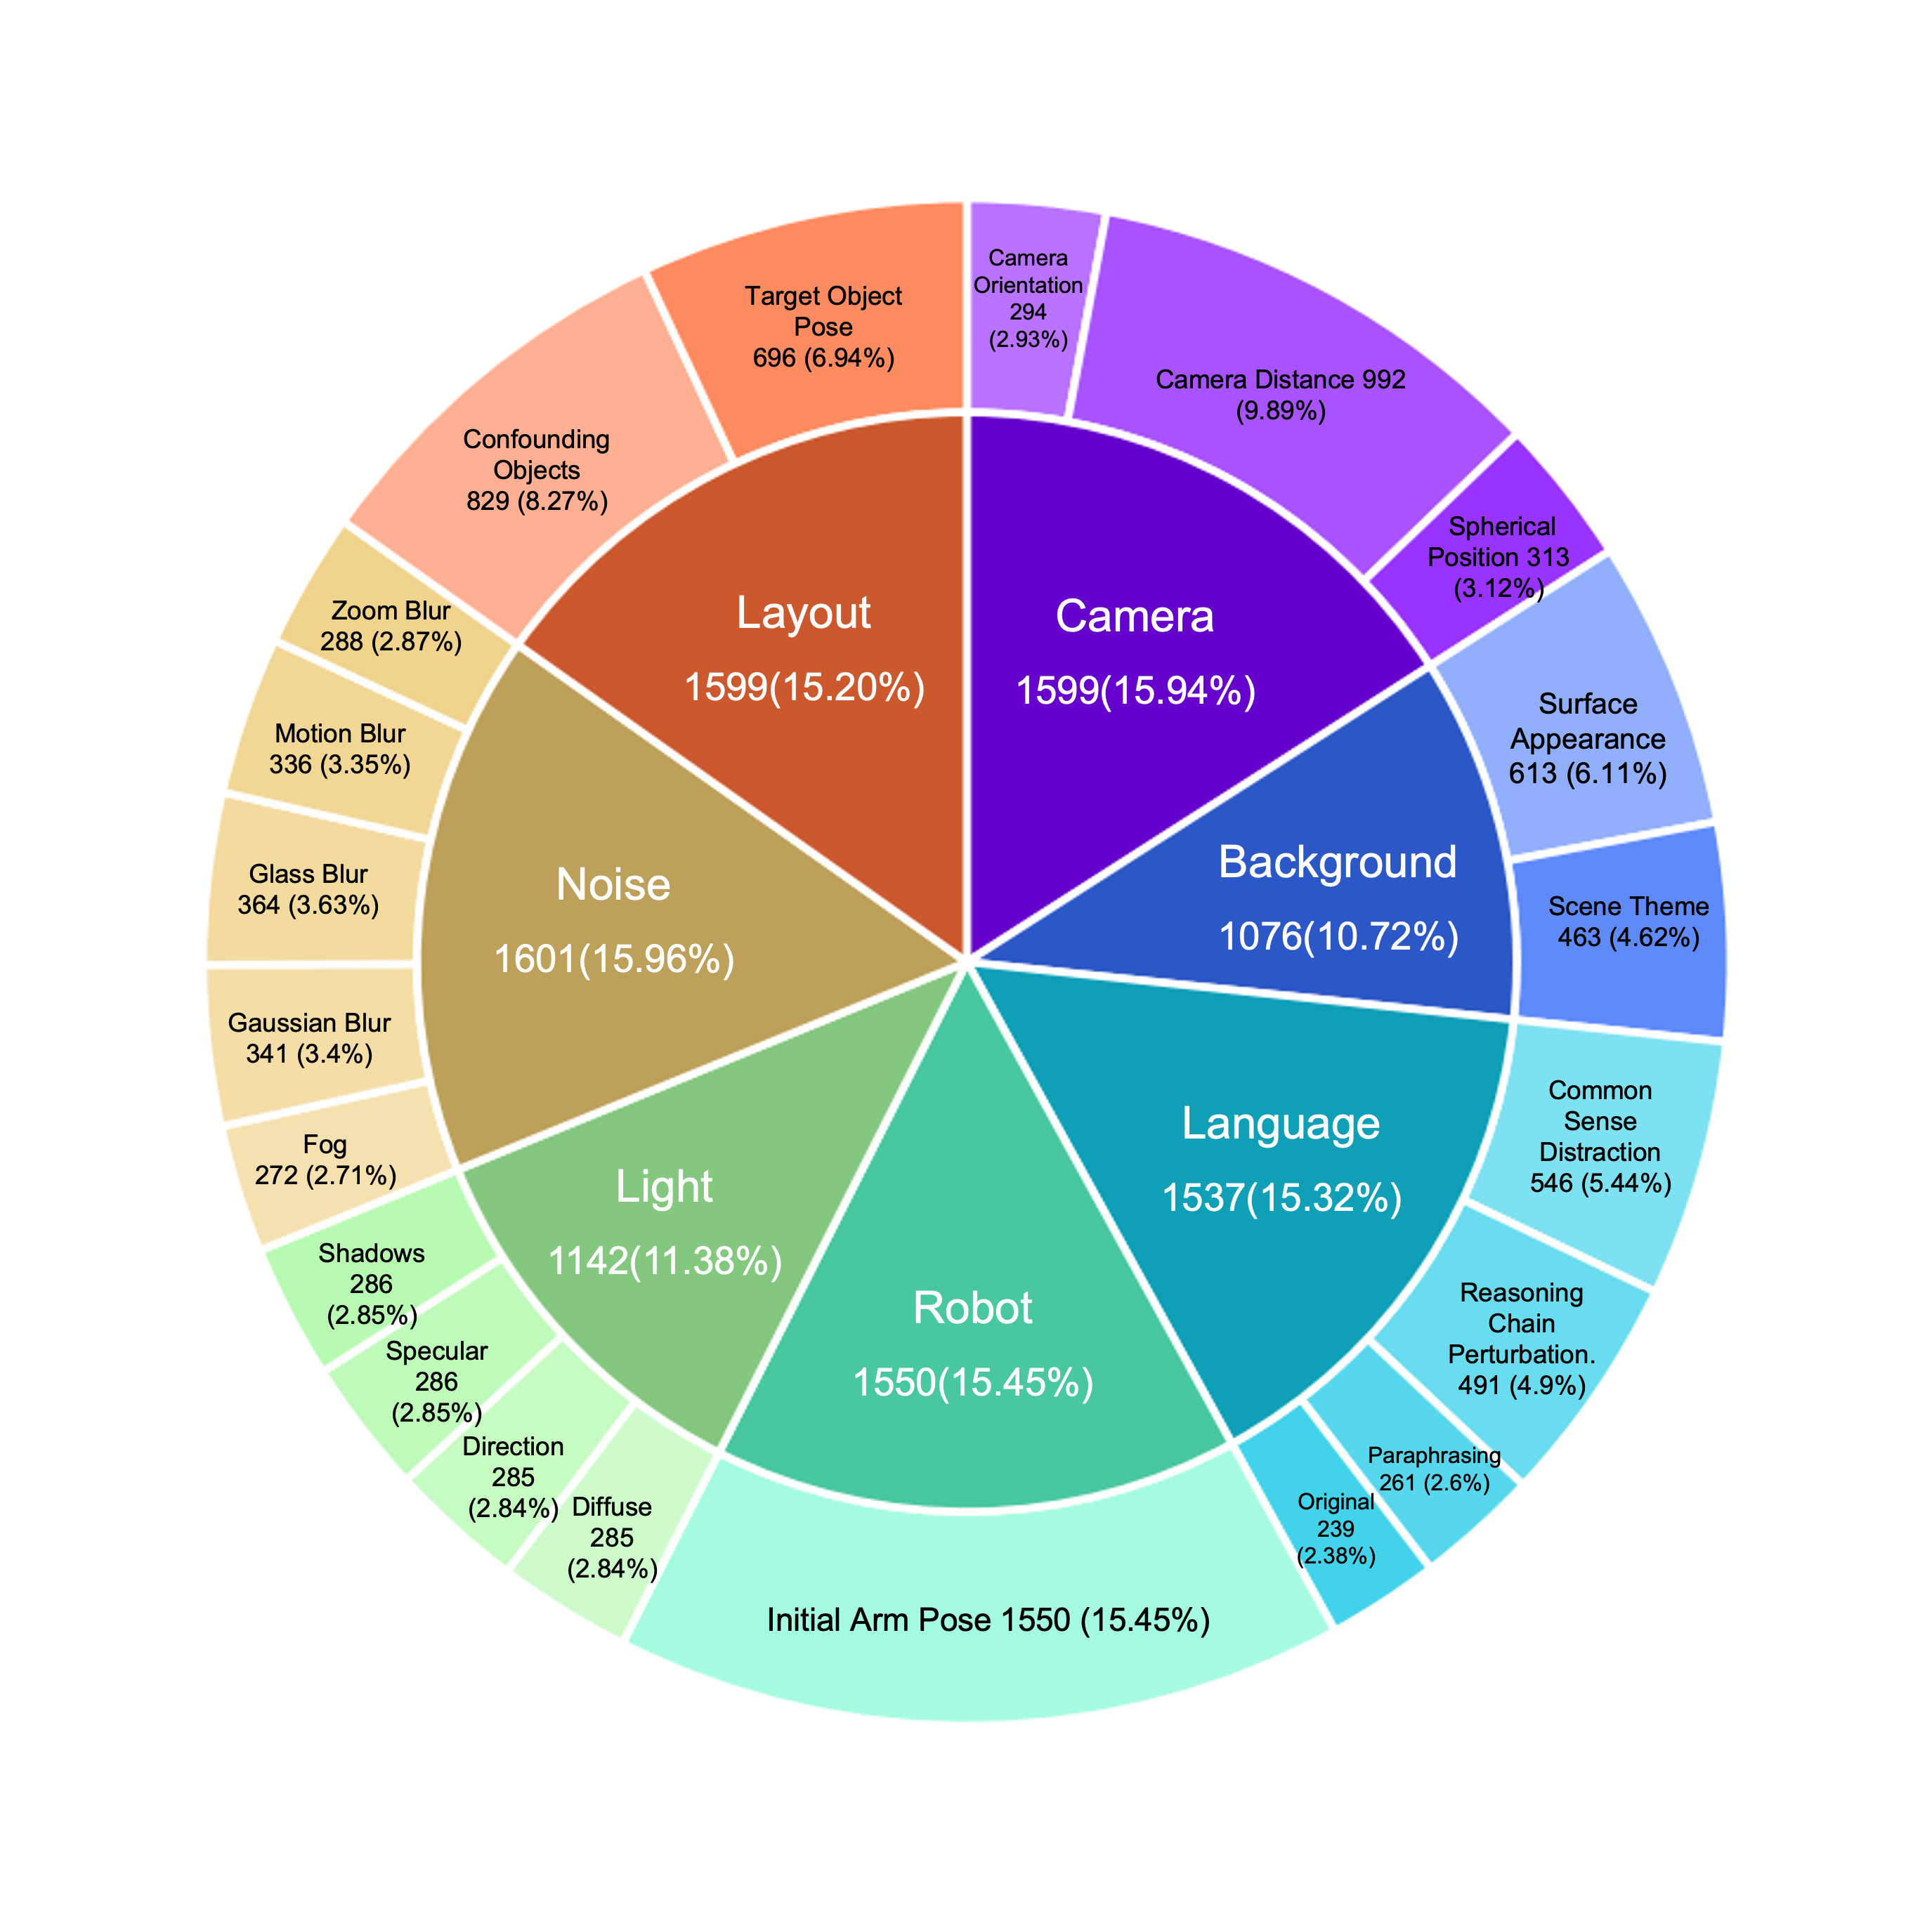 Camera
Orientation
294
(2.93%)
Camera Distance 992
(9.89%)
Spherical
Position 313
(3.12%)
Surface
Appearance
613 (6.11%)
Scene Theme
463 (4.62%)
Common
Sense
Distraction
546 (5.44%)
Reasoning
Chain
Perturbation.
491 (4.9%)
Paraphrasing
261 (2.6%)
Original
239
(2.38%)
Initial Arm Pose 1550 (15.45%)
Diffuse
285
(2.84%)
Direction
285
(2.84%)
Specular
286
(2.85%)
Shadows
286
(2.85%)
Fog
272 (2.71%)
Gaussian Blur
341 (3.4%)
Glass Blur
364 (3.63%)
Motion Blur
336 (3.35%)
Zoom Blur
288 (2.87%)
Confounding
Objects
829 (8.27%)
Target Object
Pose
696 (6.94%)
Camera
1599(15.94%)
Background
1076(10.72%)
Language
1537(15.32%)
Robot
1550(15.45%)
Light
1142(11.38%)
Noise
1601(15.96%)
Layout
1599(15.20%)